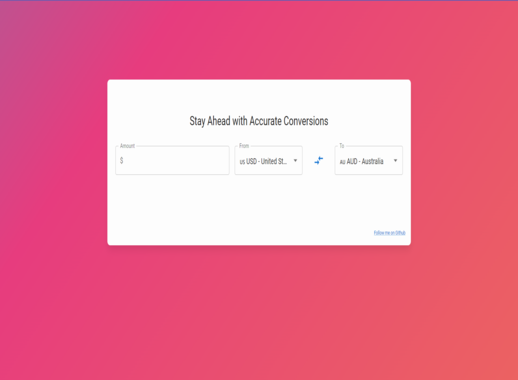 Stay Ahead with Accurate Conversions
Amount
$
From
US USD - United St...
To
AU AUD - Australia
Follow me on Github